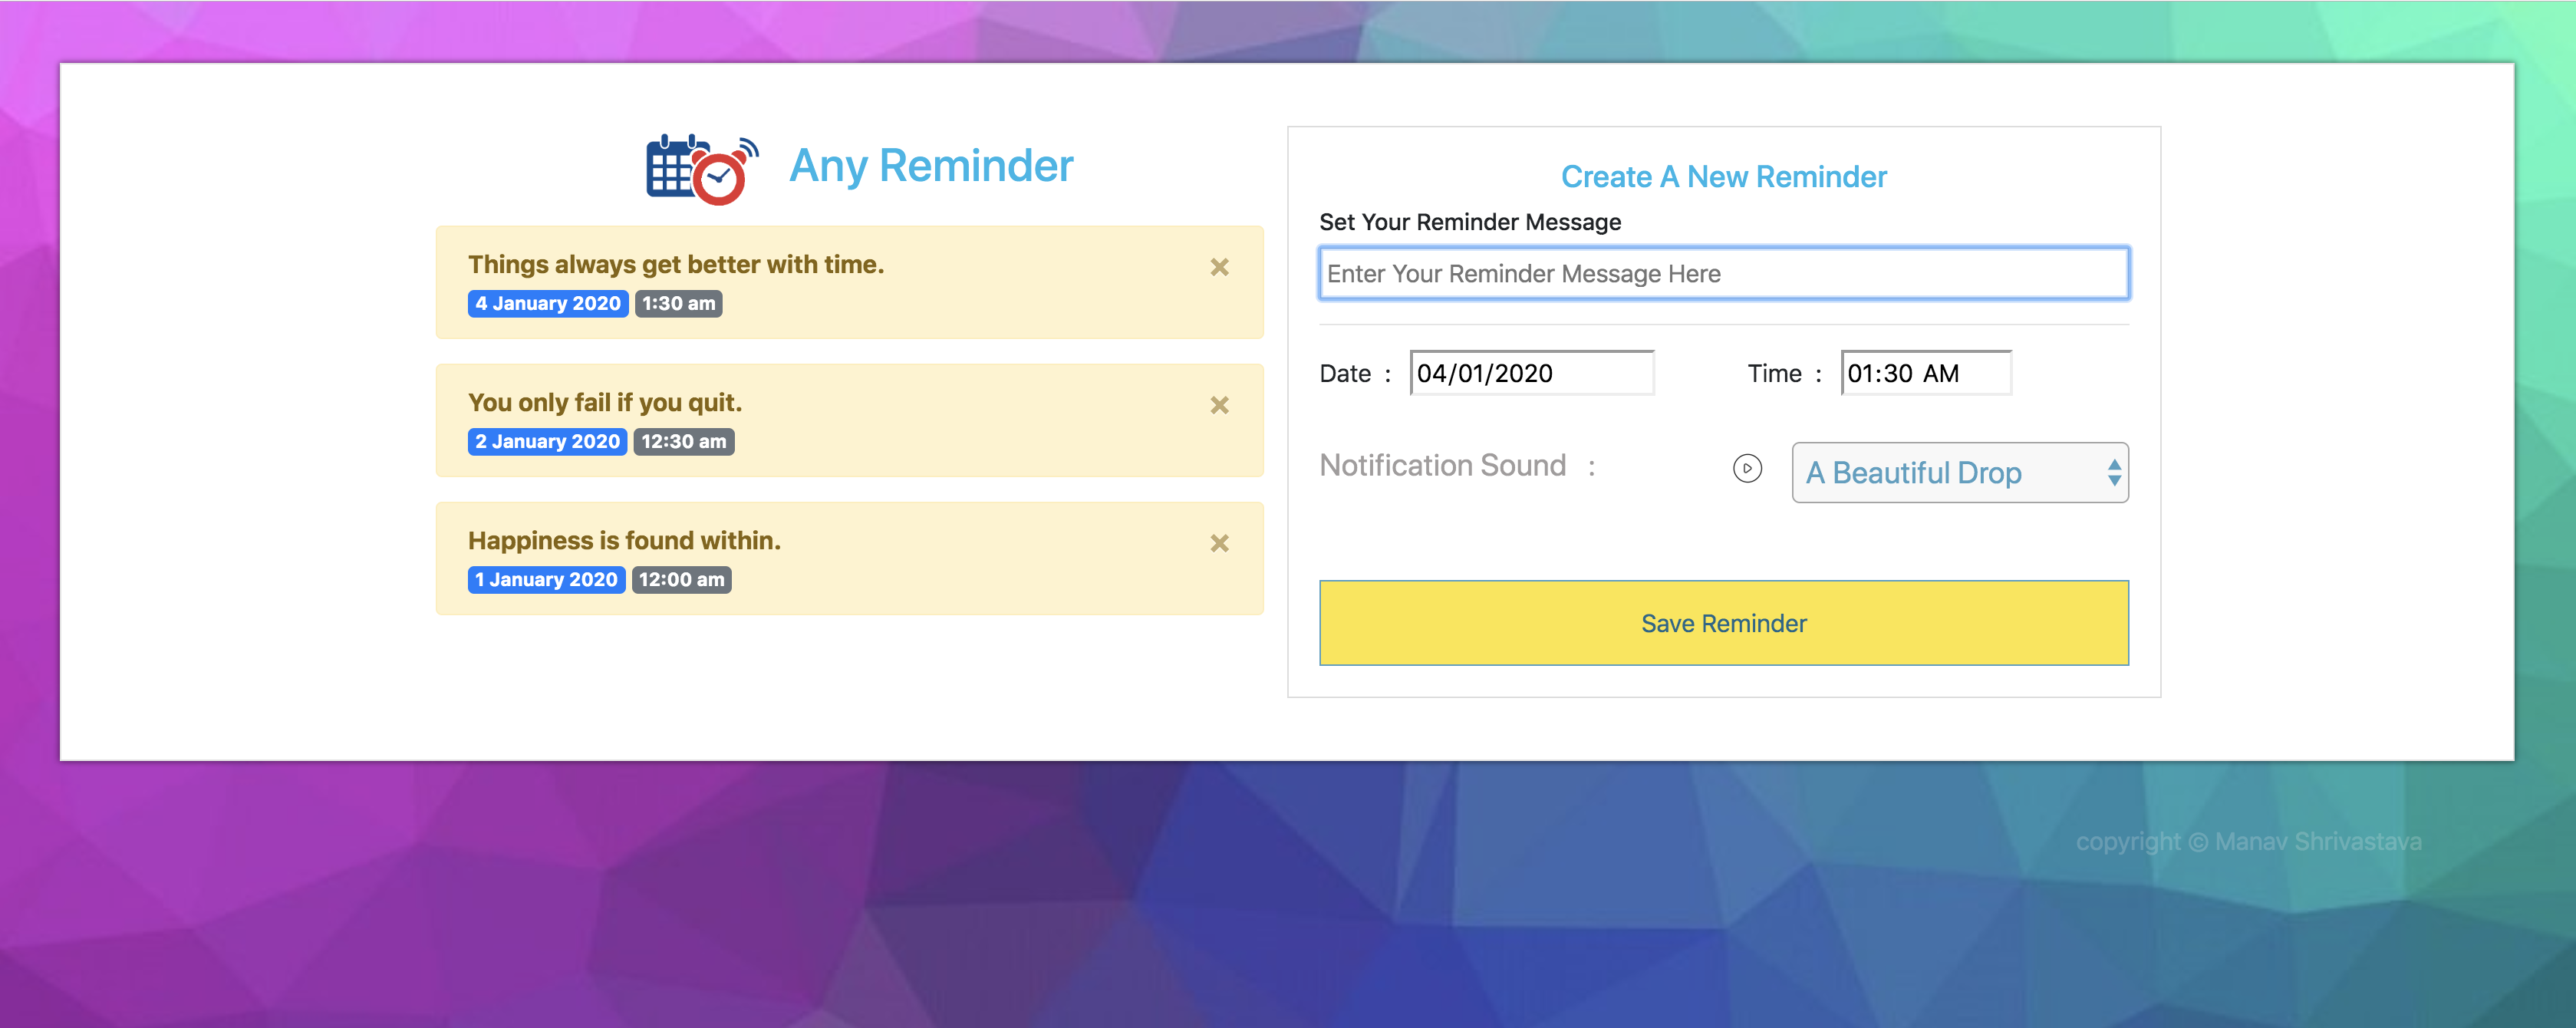 Any Reminder
Things always get better with time.
4 January 2020 1:30 am
You only fail if you quit.
2 January 2020 12:30 am
Happiness is found within.
1 January 2020 12:00 am
Create A New Reminder
Set Your Reminder Message
Enter Your Reminder Message Here
Date : 04/01/2020 Time : 01:30 AM
Notification Sound : A Beautiful Drop
Save Reminder
copyright © Manav Shrivastava